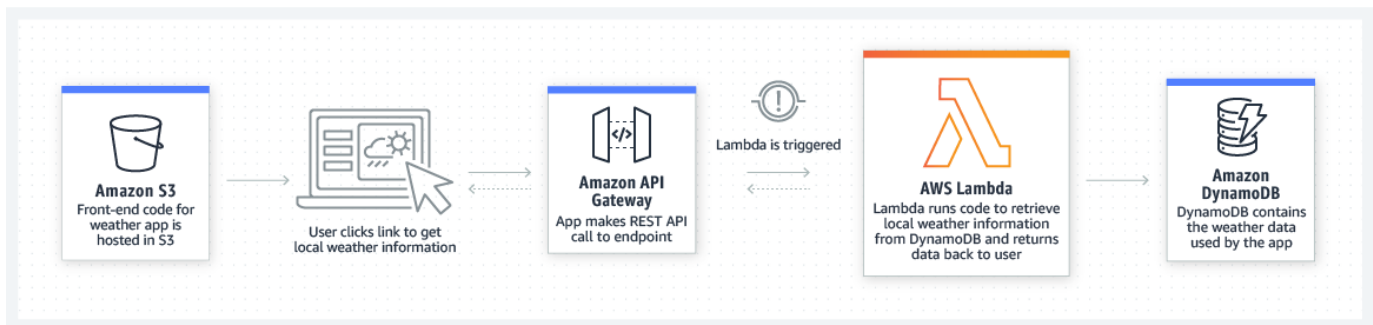 Amazon S3
Front-end code for
weather app is
hosted in S3
User clicks link to get
local weather information
</>
Amazon API
Gateway
App makes REST API
call to endpoint
Lambda is triggered
AWS Lambda
Lambda runs code to retrieve
local weather information
from DynamoDB and returns
data back to user
Amazon
DynamoDB
DynamoDB contains
the weather data
used by the app